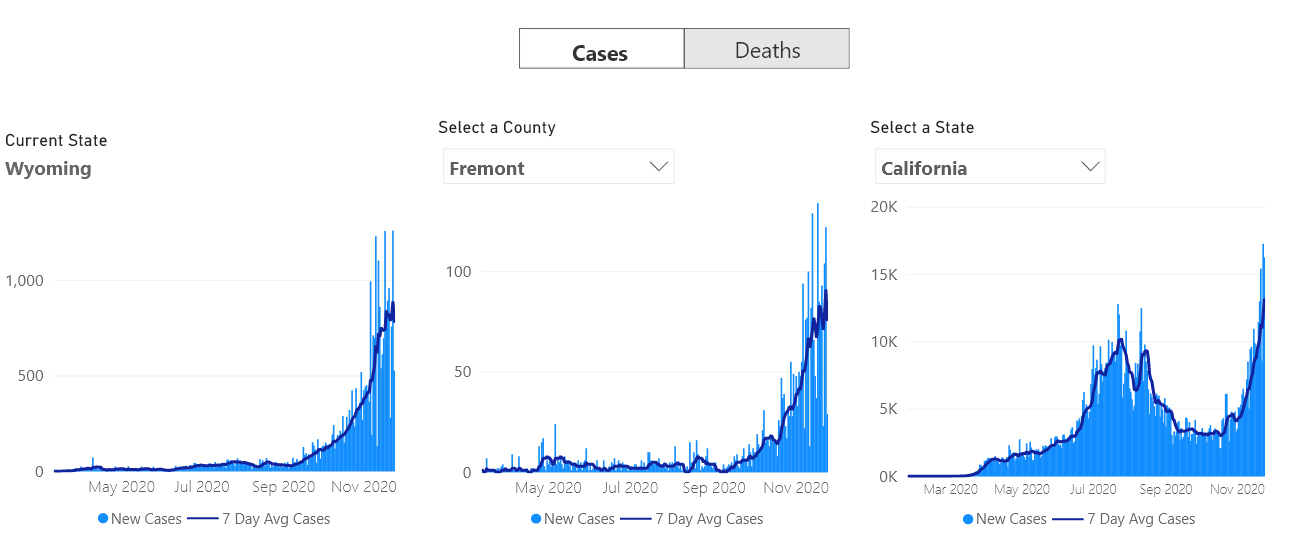 Cases Deaths
Current State
Wyoming
1,000
500
0
May 2020 Jul 2020 Sep 2020 Nov 2020
New Cases 7 Day Avg Cases
Select a County
Fremont
100
50
0
May 2020 Jul 2020 Sep 2020 Nov 2020
New Cases 7 Day Avg Cases
Select a State
California
20K
15K
10K
5K
0K
Mar 2020 May 2020 Jul 2020 Sep 2020 Nov 2020
New Cases 7 Day Avg Cases